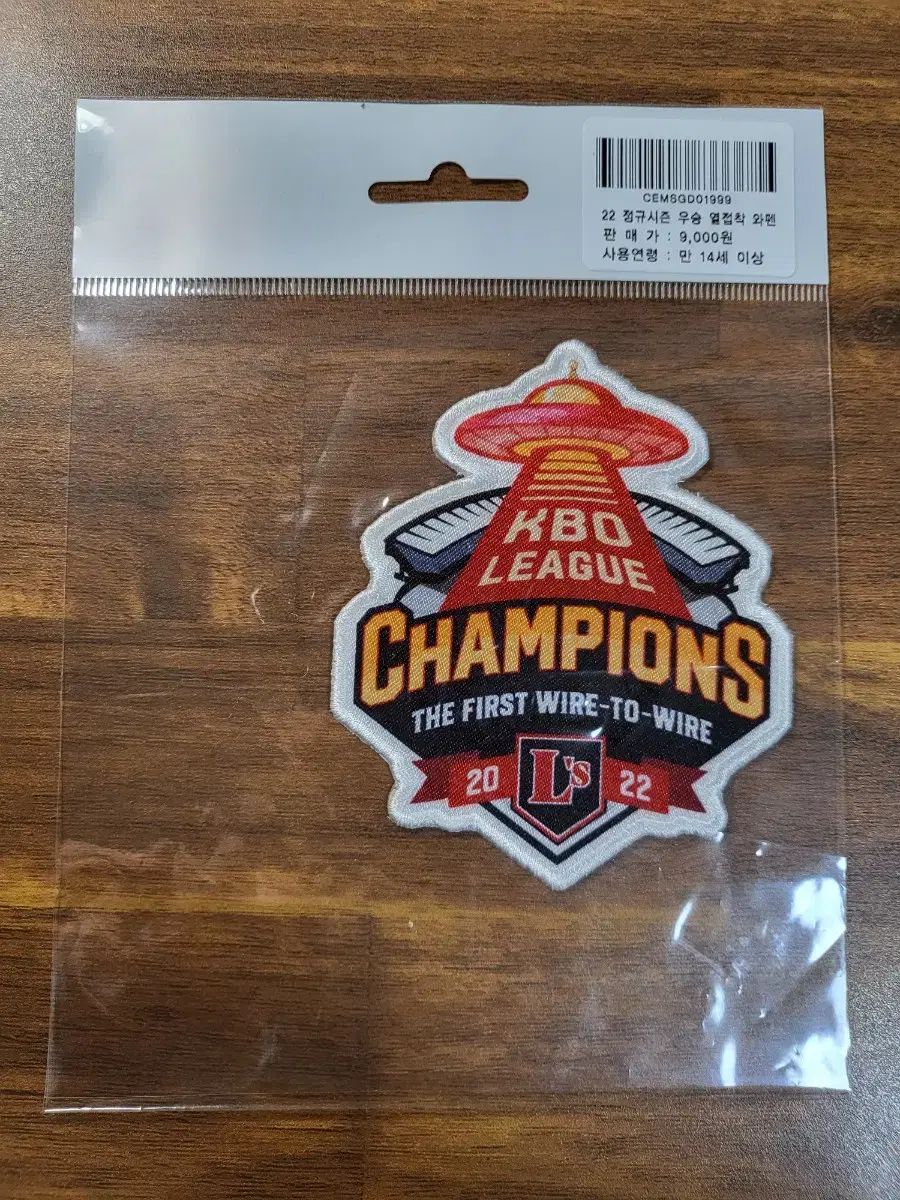 CEMSGD01999
22 정규시즌 우승 열접착 와펜
판 매 가 : 9,000원
사용연령 : 만 14세 이상
KBO
LEAGUE
CHAMPIONS
THE FIRST WIRE-TO-WIRE
20 L's 22